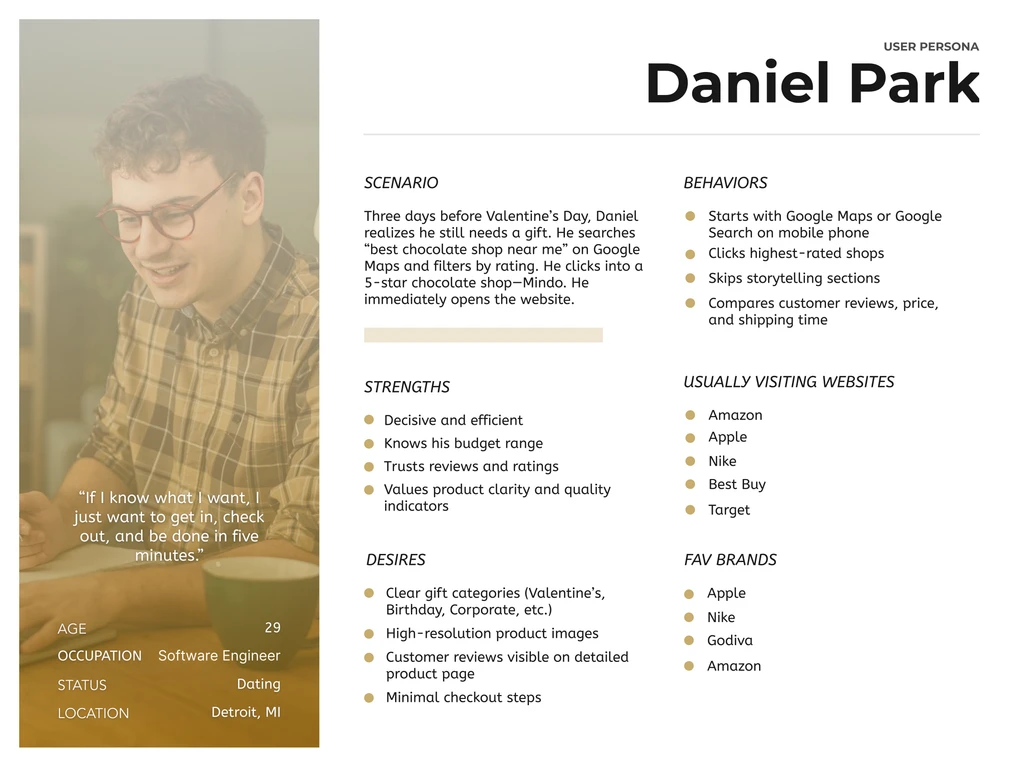 USER PERSONA
Daniel Park
“If I know what I want, I
just want to get in, check
out, and be done in five
minutes.”
AGE 29
OCCUPATION Software Engineer
STATUS Dating
LOCATION Detroit, MI
SCENARIO
Three days before Valentine’s Day, Daniel
realizes he still needs a gift. He searches
“best chocolate shop near me” on Google
Maps and filters by rating. He clicks into a
5-star chocolate shop—Mindo. He
immediately opens the website.
STRENGTHS
Decisive and efficient
Knows his budget range
Trusts reviews and ratings
Values product clarity and quality
indicators
DESIRES
Clear gift categories (Valentine’s,
Birthday, Corporate, etc.)
High-resolution product images
Customer reviews visible on detailed
product page
Minimal checkout steps
BEHAVIORS
Starts with Google Maps or Google
Search on mobile phone
Clicks highest-rated shops
Skips storytelling sections
Compares customer reviews, price,
and shipping time
USUALLY VISITING WEBSITES
Amazon
Apple
Nike
Best Buy
Target
FAV BRANDS
Apple
Nike
Godiva
Amazon